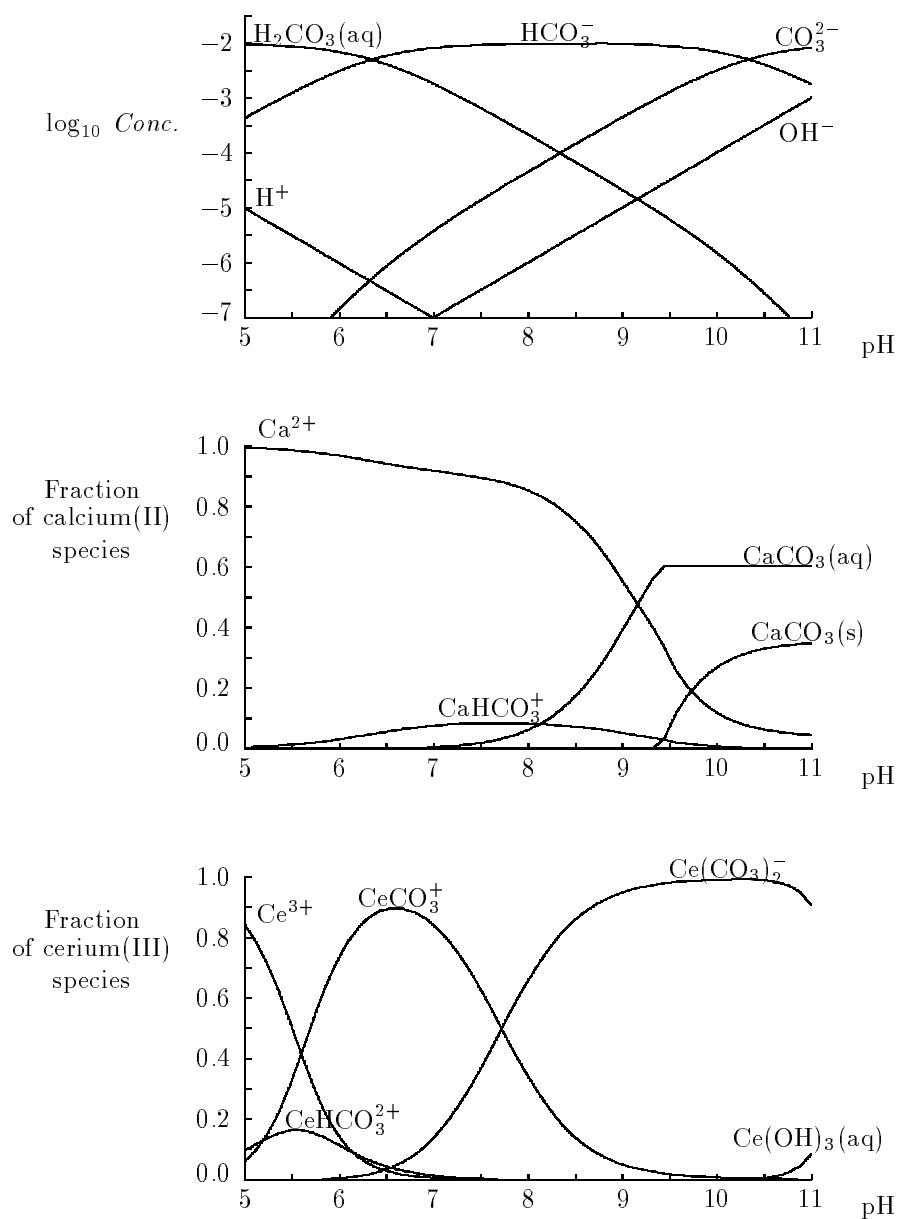 H₂CO₃(aq) HCO₃⁻ CO₃²⁻
−2
−3
log₁₀ Conc.
OH⁻
−4
H⁺
−5
−6
−7
5 6 7 8 9 10 11 pH
Ca²⁺
1.0
Fraction
of calcium(II)
species
0.8
CaCO₃(aq)
0.6
CaCO₃(s)
0.4
0.2
CaHCO₃⁺
0.0
5 6 7 8 9 10 11 pH
Ce(CO₃)₂⁻
1.0
CeCO₃⁺
Ce³⁺
Fraction
of cerium(III)
species
0.8
0.6
0.4
0.2
CeHCO₃²⁺
Ce(OH)₃(aq)
0.0
5 6 7 8 9 10 11 pH